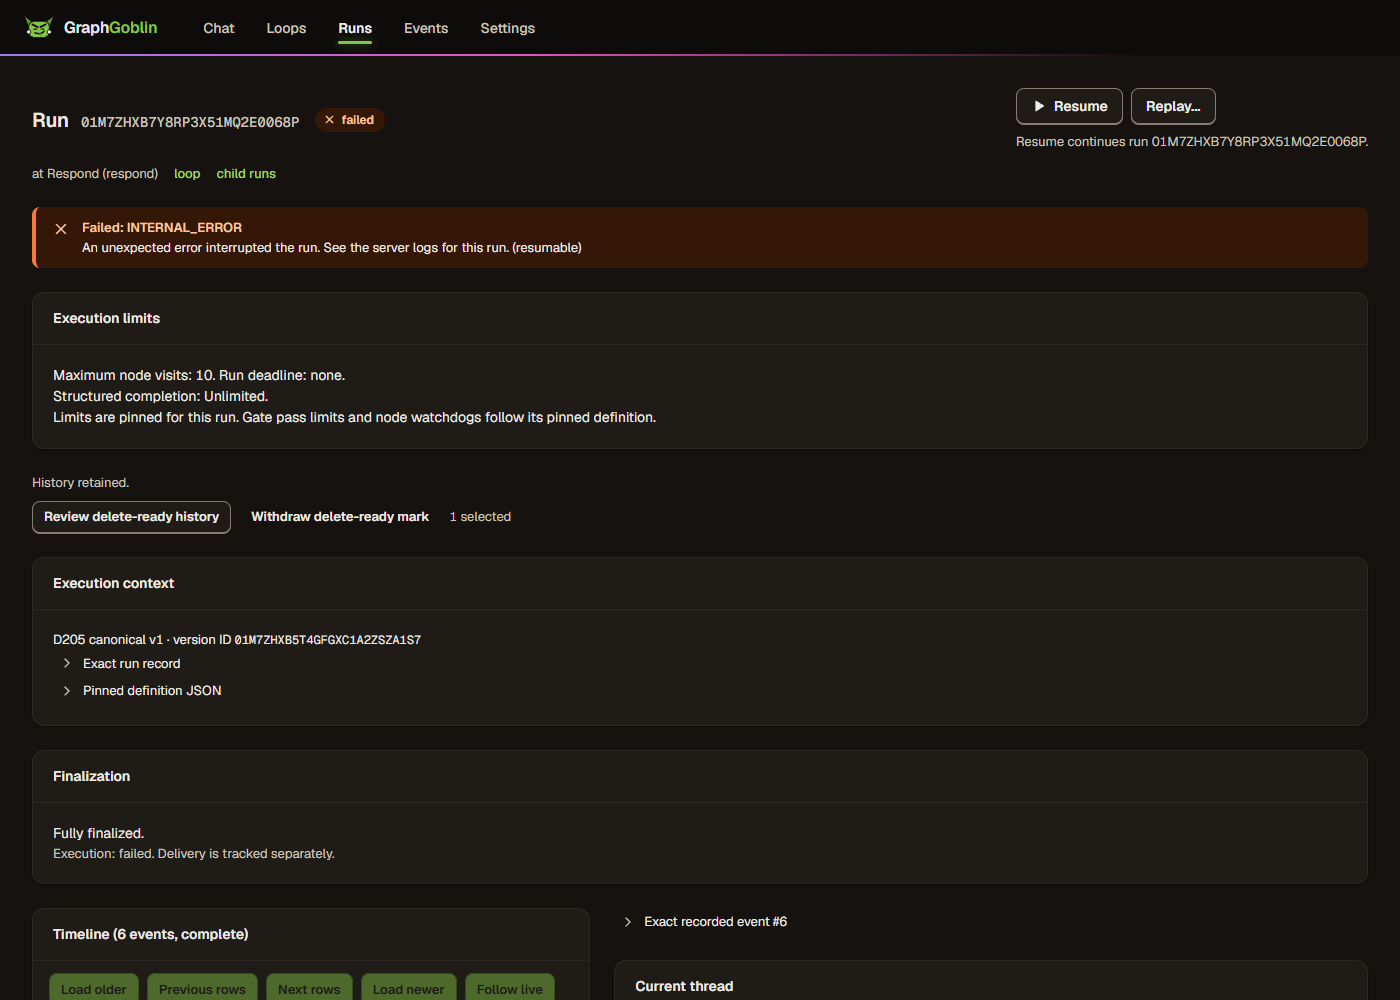 GraphGoblin
Chat
Loops
Runs
Events
Settings
Run 01M7ZHXB7Y8RP3X51MQ2E0068P
failed
Resume
Replay...
Resume continues run 01M7ZHXB7Y8RP3X51MQ2E0068P.
at Respond (respond)
loop
child runs
Failed: INTERNAL_ERROR
An unexpected error interrupted the run. See the server logs for this run. (resumable)
Execution limits
Maximum node visits: 10. Run deadline: none.
Structured completion: Unlimited.
Limits are pinned for this run. Gate pass limits and node watchdogs follow its pinned definition.
History retained.
Review delete-ready history
Withdraw delete-ready mark
1 selected
Execution context
D205 canonical v1 · version ID 01M7ZHXB5T4GFGXC1A2ZSZA1S7
Exact run record
Pinned definition JSON
Finalization
Fully finalized.
Execution: failed. Delivery is tracked separately.
Timeline (6 events, complete)
Load older
Previous rows
Next rows
Load newer
Follow live
Exact recorded event #6
Current thread